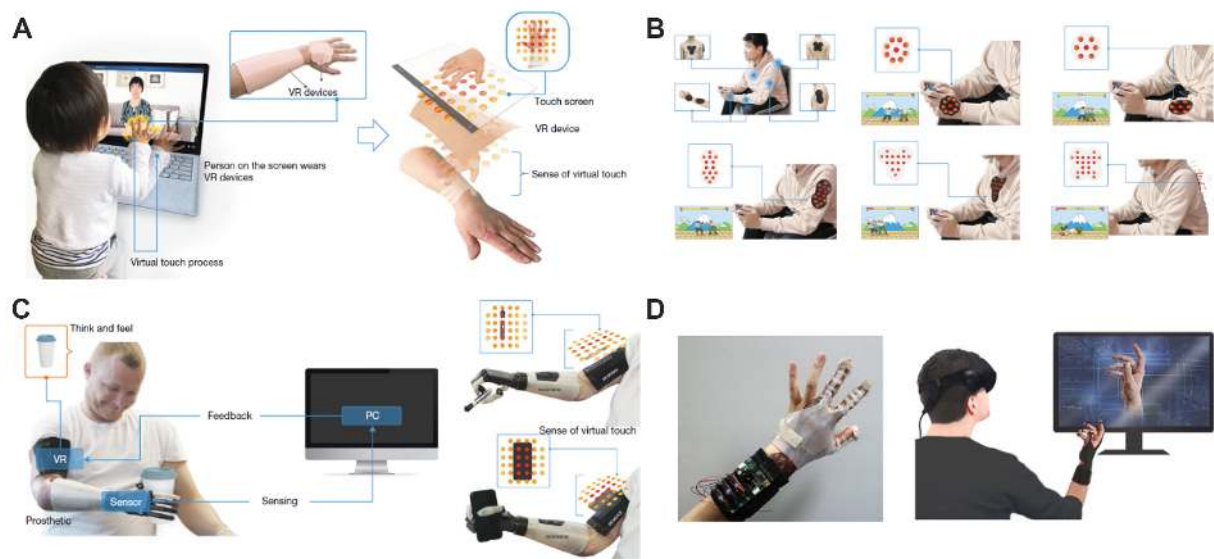 A
VR devices
Touch screen
VR device
Person on the screen wears
VR devices
Sense of virtual touch
Virtual touch process
B
C
Think and feel
Feedback
PC
VR
Sensor
Sensing
Prosthetic
Sense of virtual touch
D